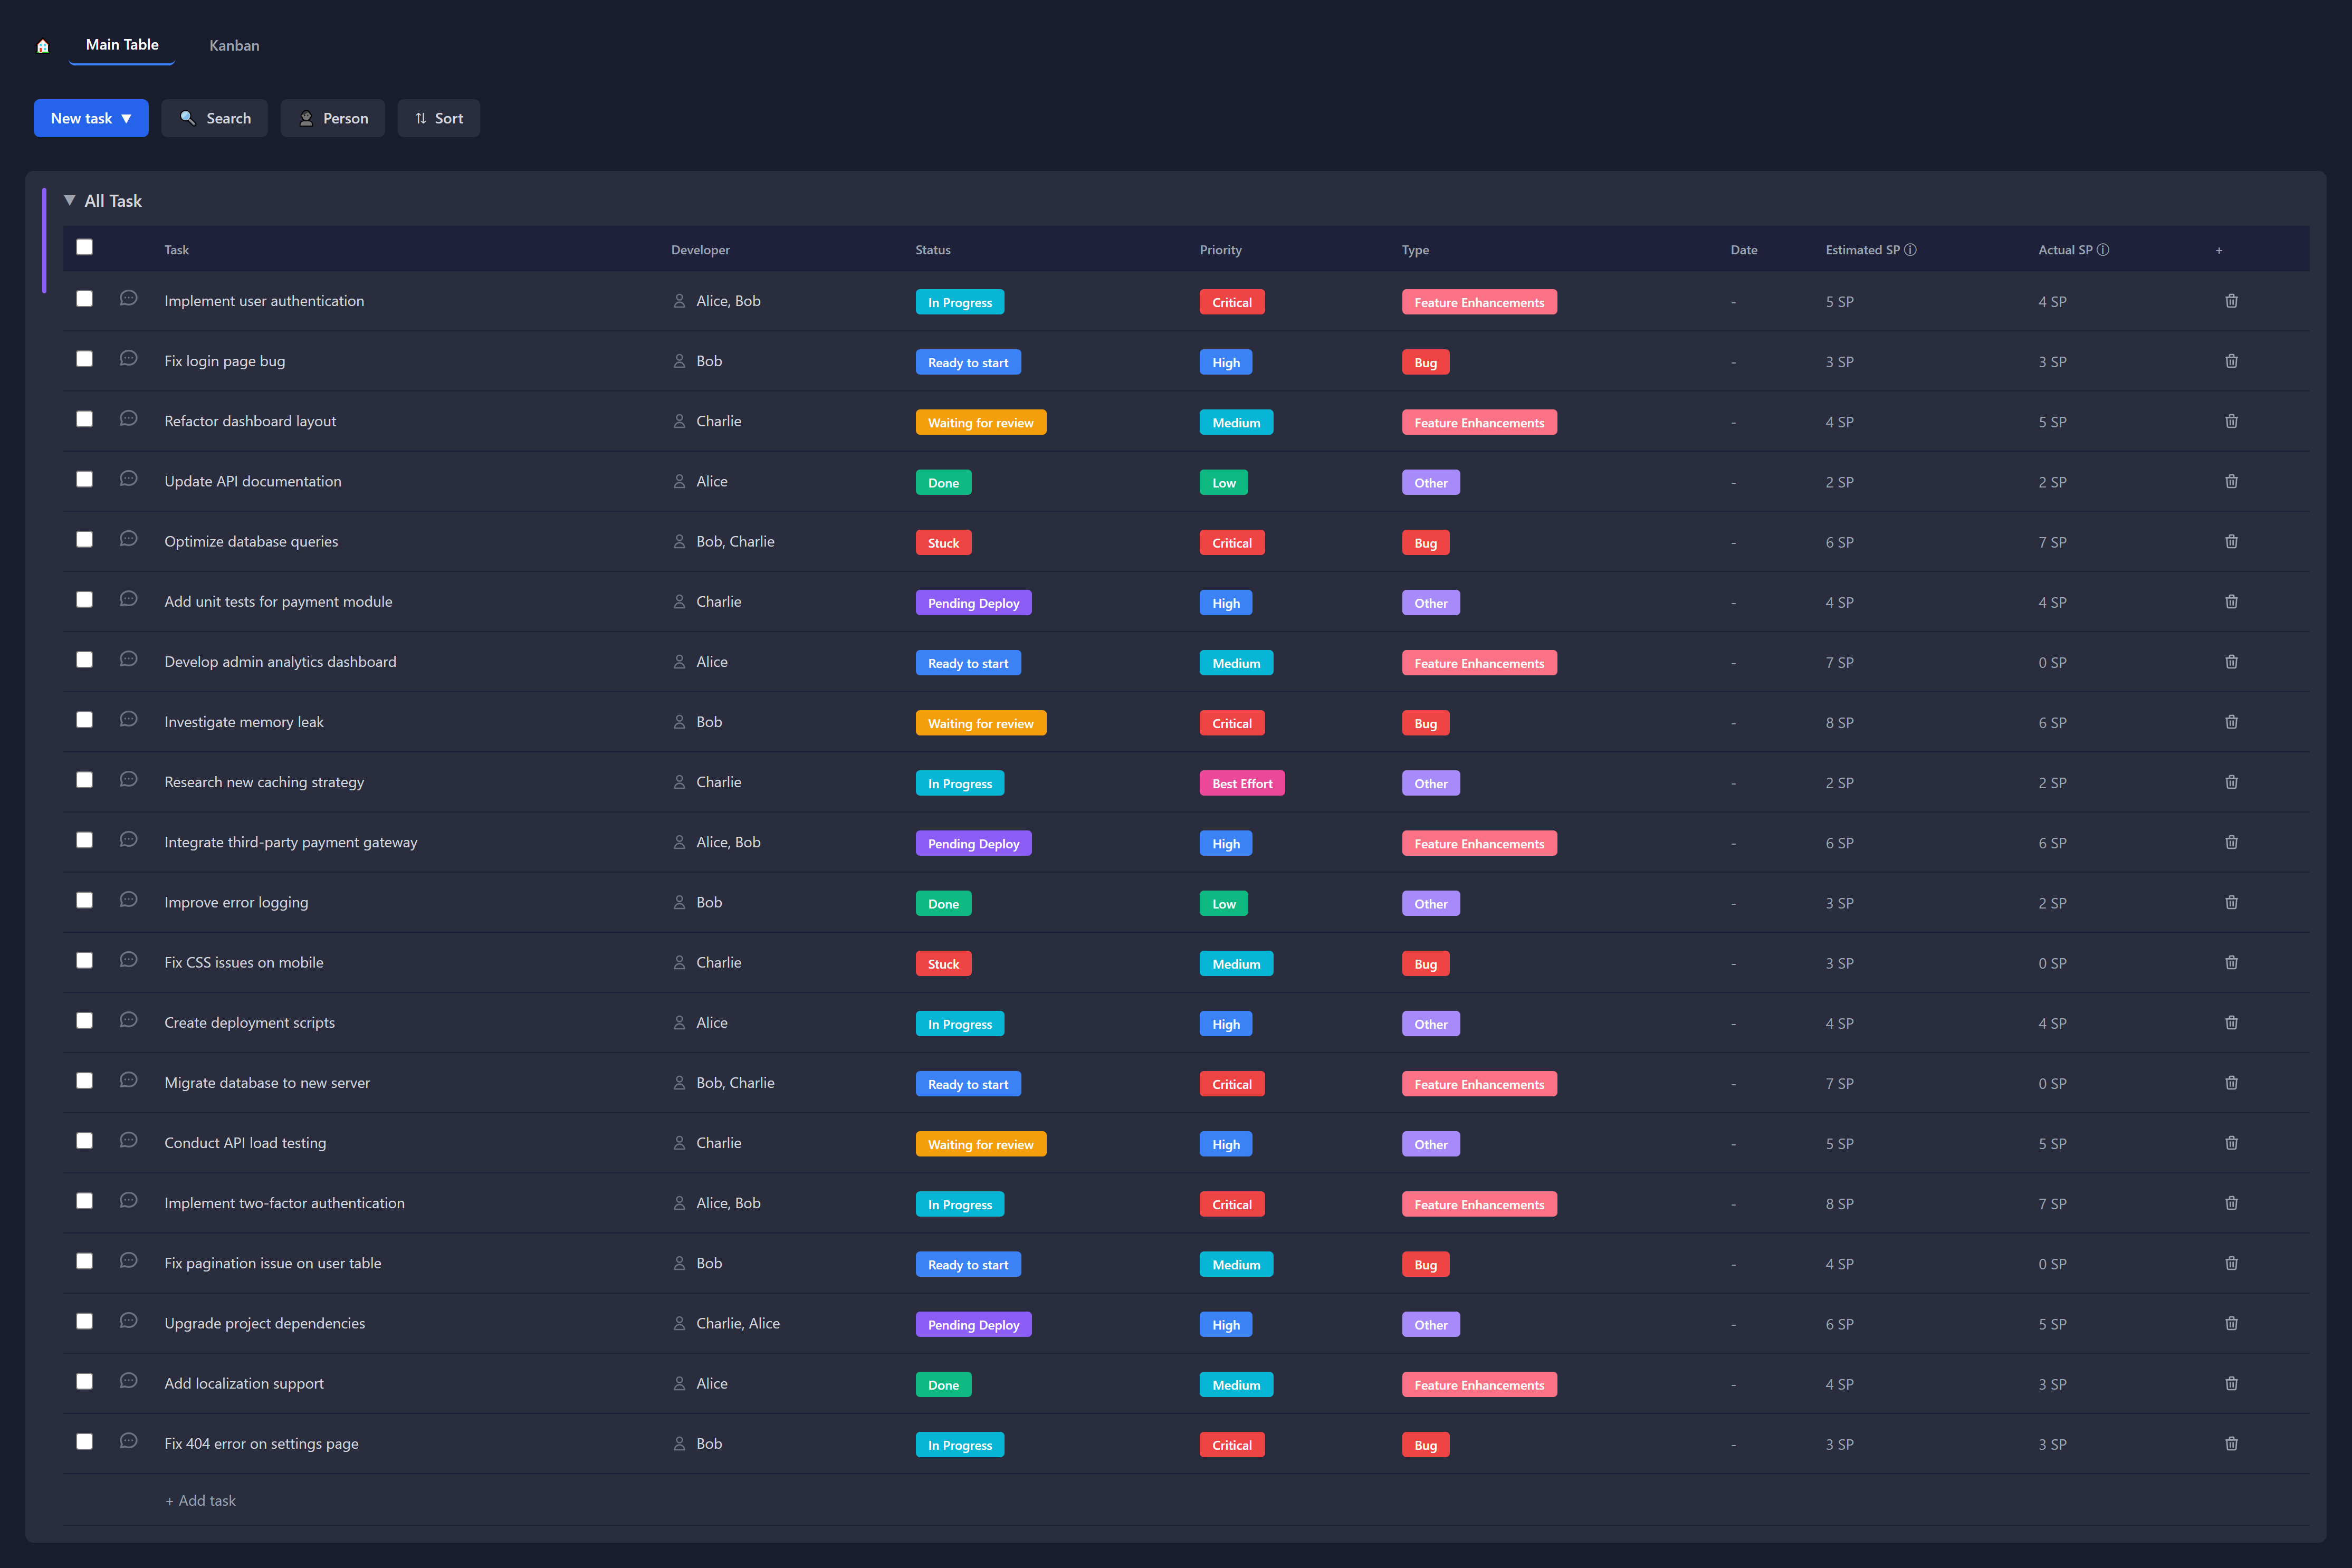 Main Table Kanban
New task ▼ Search Person ⇅ Sort
▼ All Task
Task Developer Status Priority Type Date Estimated SP ⓘ Actual SP ⓘ +
Implement user authentication Alice, Bob In Progress Critical Feature Enhancements - 5 SP 4 SP
Fix login page bug Bob Ready to start High Bug - 3 SP 3 SP
Refactor dashboard layout Charlie Waiting for review Medium Feature Enhancements - 4 SP 5 SP
Update API documentation Alice Done Low Other - 2 SP 2 SP
Optimize database queries Bob, Charlie Stuck Critical Bug - 6 SP 7 SP
Add unit tests for payment module Charlie Pending Deploy High Other - 4 SP 4 SP
Develop admin analytics dashboard Alice Ready to start Medium Feature Enhancements - 7 SP 0 SP
Investigate memory leak Bob Waiting for review Critical Bug - 8 SP 6 SP
Research new caching strategy Charlie In Progress Best Effort Other - 2 SP 2 SP
Integrate third-party payment gateway Alice, Bob Pending Deploy High Feature Enhancements - 6 SP 6 SP
Improve error logging Bob Done Low Other - 3 SP 2 SP
Fix CSS issues on mobile Charlie Stuck Medium Bug - 3 SP 0 SP
Create deployment scripts Alice In Progress High Other - 4 SP 4 SP
Migrate database to new server Bob, Charlie Ready to start Critical Feature Enhancements - 7 SP 0 SP
Conduct API load testing Charlie Waiting for review High Other - 5 SP 5 SP
Implement two-factor authentication Alice, Bob In Progress Critical Feature Enhancements - 8 SP 7 SP
Fix pagination issue on user table Bob Ready to start Medium Bug - 4 SP 0 SP
Upgrade project dependencies Charlie, Alice Pending Deploy High Other - 6 SP 5 SP
Add localization support Alice Done Medium Feature Enhancements - 4 SP 3 SP
Fix 404 error on settings page Bob In Progress Critical Bug - 3 SP 3 SP
+ Add task